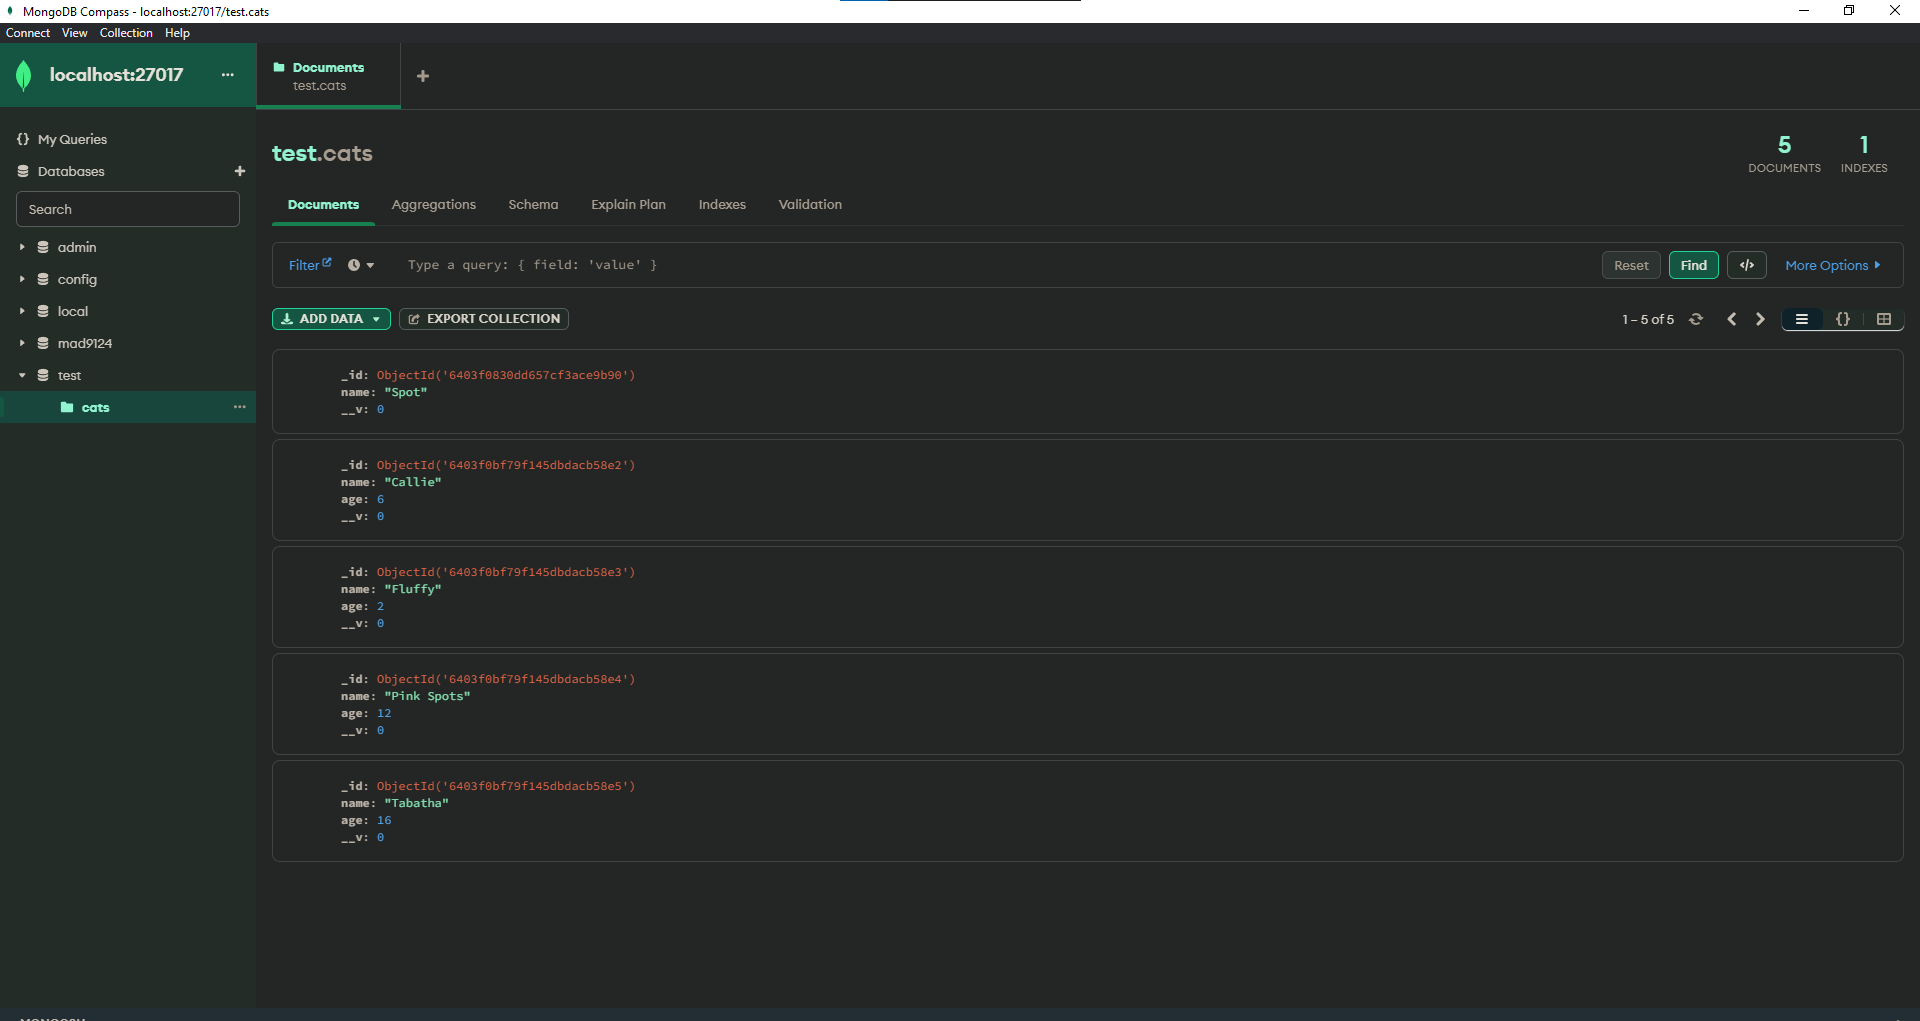 MongoDB Compass - localhost:27017/test.cats
Connect View Collection Help
localhost:27017 ...
Documents
test.cats
+
{} My Queries
Databases +
Search
admin
config
local
mad9124
test
cats ...
test.cats
5
DOCUMENTS
1
INDEXES
Documents Aggregations Schema Explain Plan Indexes Validation
Filter Type a query: { field: 'value' } Reset Find </> More Options
ADD DATA EXPORT COLLECTION 1 – 5 of 5 {}
_id: ObjectId('6403f0830dd657cf3ace9b90')
name: "Spot"
__v: 0
_id: ObjectId('6403f0bf79f145dbdacb58e2')
name: "Callie"
age: 6
__v: 0
_id: ObjectId('6403f0bf79f145dbdacb58e3')
name: "Fluffy"
age: 2
__v: 0
_id: ObjectId('6403f0bf79f145dbdacb58e4')
name: "Pink Spots"
age: 12
__v: 0
_id: ObjectId('6403f0bf79f145dbdacb58e5')
name: "Tabatha"
age: 16
__v: 0